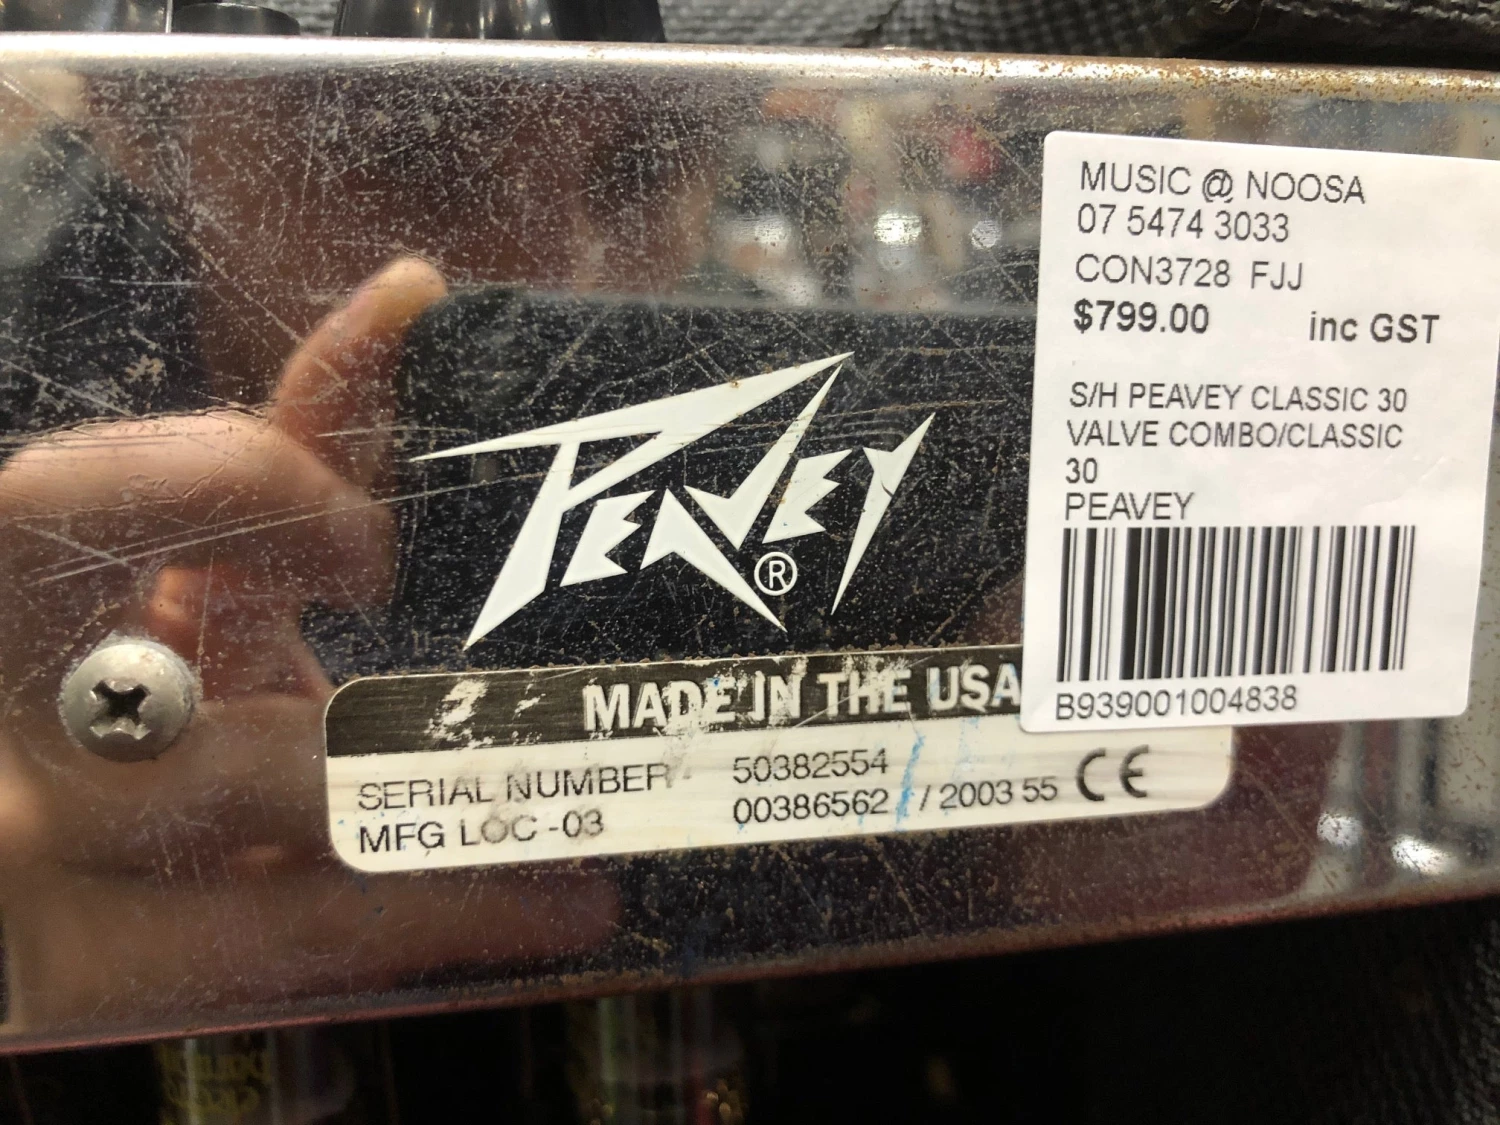 MUSIC @ NOOSA
07 5474 3033
CON3728 FJJ
$799.00 inc GST
S/H PEAVEY CLASSIC 30
VALVE COMBO/CLASSIC
30
PEAVEY
B939001004838
PEAVEY®
MADE IN THE USA
SERIAL NUMBER 50382554
MFG LOC -03 00386562 / 2003 55 CE